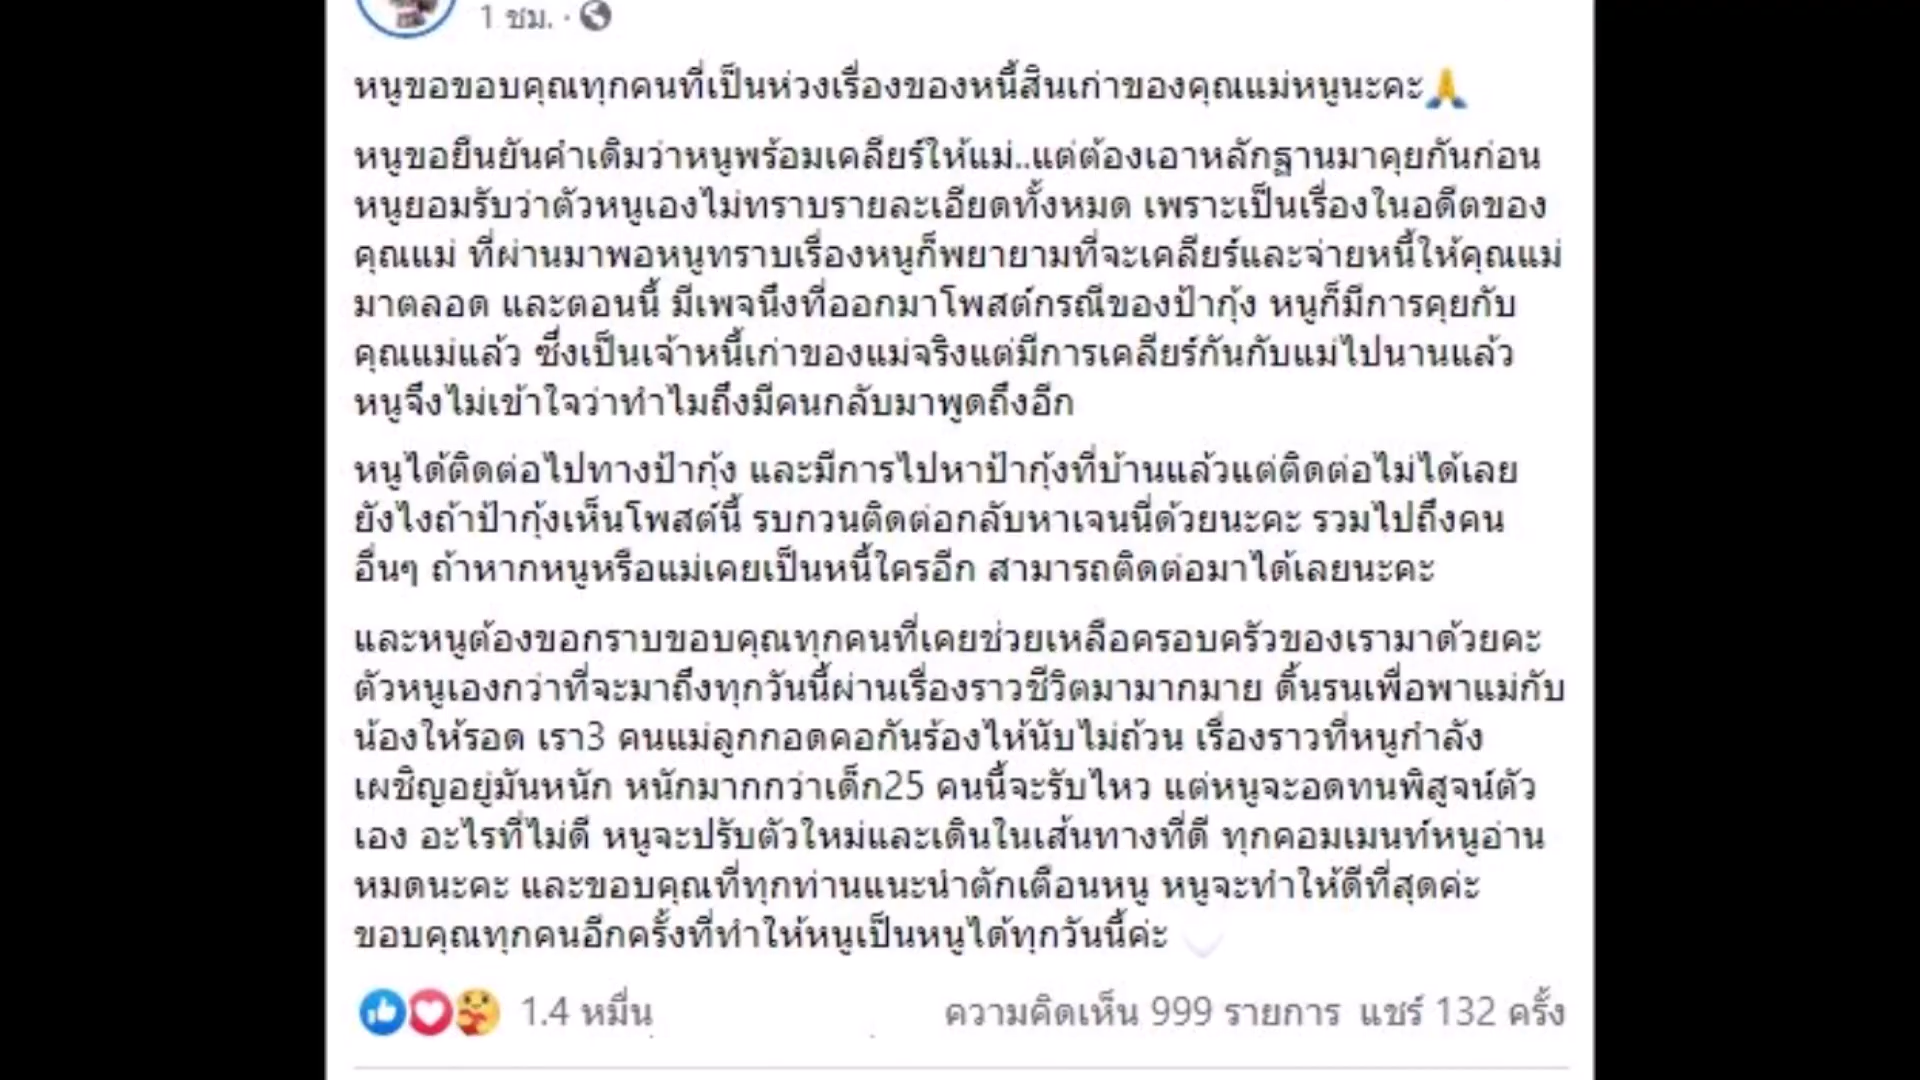 1 ชม. ·
หนูขอขอบคุณทุกคนที่เป็นห่วงเรื่องของหนี้สินเก่าของคุณแม่หนูนะคะ🙏
หนูขอยืนยันคำเดิมว่าหนูพร้อมเคลียร์ให้แม่..แต่ต้องเอาหลักฐานมาคุยกันก่อน
หนูยอมรับว่าตัวหนูเองไม่ทราบรายละเอียดทั้งหมด เพราะเป็นเรื่องในอดีตของ
คุณแม่ ที่ผ่านมาพอหนูทราบเรื่องหนูก็พยายามที่จะเคลียร์และจ่ายหนี้ให้คุณแม่
มาตลอด และตอนนี้ มีเพจนึงที่ออกมาโพสต์กรณีของป้ากุ้ง หนูก็มีการคุยกับ
คุณแม่แล้ว ซึ่งเป็นเจ้าหนี้เก่าของแม่จริงแต่มีการเคลียร์กันกับแม่ไปนานแล้ว
หนูจึงไม่เข้าใจว่าทำไมถึงมีคนกลับมาพูดถึงอีก
หนูได้ติดต่อไปทางป้ากุ้ง และมีการไปหาป้ากุ้งที่บ้านแล้วแต่ติดต่อไม่ได้เลย
ยังไงถ้าป้ากุ้งเห็นโพสต์นี้ รบกวนติดต่อกลับหาเจนนี่ด้วยนะคะ รวมไปถึงคน
อื่นๆ ถ้าหากหนูหรือแม่เคยเป็นหนี้ใครอีก สามารถติดต่อมาได้เลยนะคะ
และหนูต้องขอกราบขอบคุณทุกคนที่เคยช่วยเหลือครอบครัวของเรามาด้วยคะ
ตัวหนูเองกว่าที่จะมาถึงทุกวันนี้ผ่านเรื่องราวชีวิตมามากมาย ดิ้นรนเพื่อพาแม่กับ
น้องให้รอด เรา3 คนแม่ลูกกอดคอกันร้องไห้นับไม่ถ้วน เรื่องราวที่หนูกำลัง
เผชิญอยู่มันหนัก หนักมากกว่าเด็ก25 คนนี้จะรับไหว แต่หนูจะอดทนพิสูจน์ตัว
เอง อะไรที่ไม่ดี หนูจะปรับตัวใหม่และเดินในเส้นทางที่ดี ทุกคอมเมนท์หนูอ่าน
หมดนะคะ และขอบคุณที่ทุกท่านแนะนำตักเตือนหนู หนูจะทำให้ดีที่สุดค่ะ
ขอบคุณทุกคนอีกครั้งที่ทำให้หนูเป็นหนูได้ทุกวันนี้ค่ะ
1.4 หมื่น ความคิดเห็น 999 รายการ แชร์ 132 ครั้ง